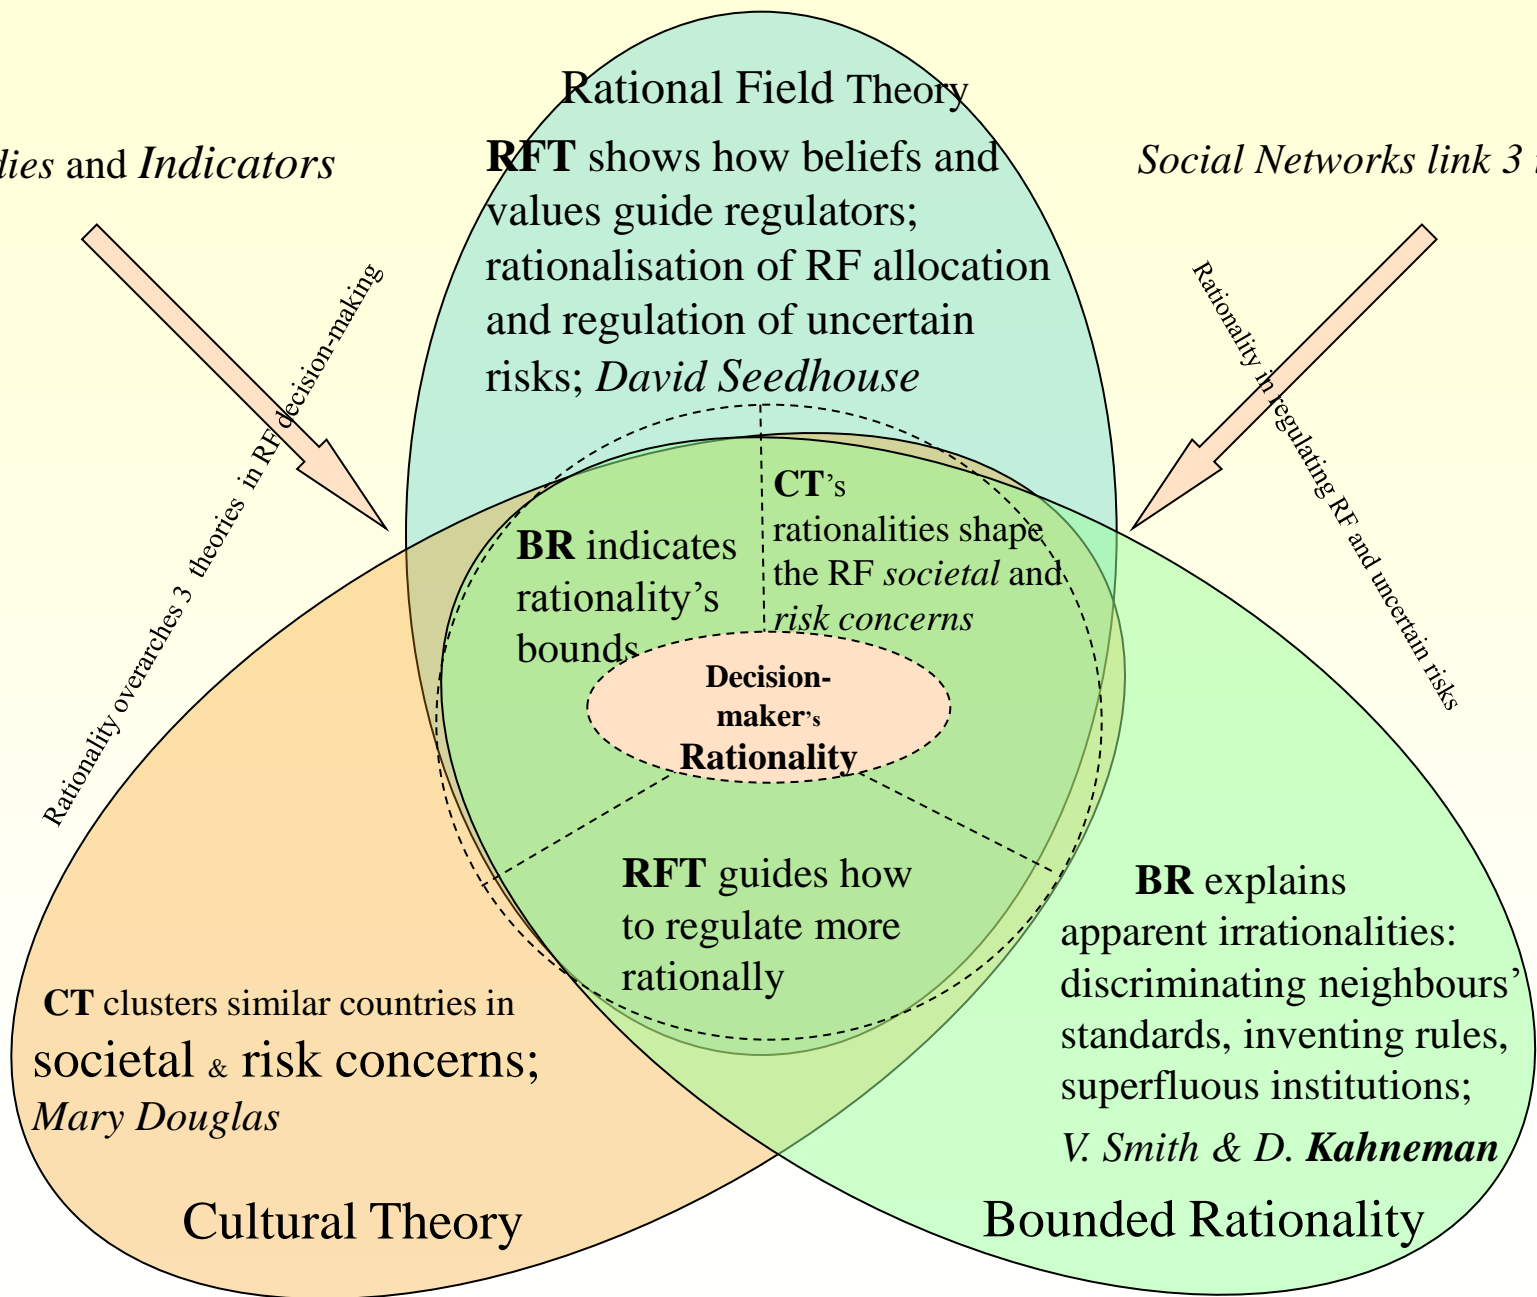 Rational Field Theory
and Indicators
Social Networks link 3
RFT shows how beliefs and
values guide regulators;
rationalisation of RF allocation
and regulation of uncertain
risks; David Seedhouse
Rationality overarches 3 theories in RF decision-making
Rationality in regulating RF and uncertain risks
CT's
rationalities shape
the RF societal and
risk concerns
BR indicates
rationality's
bounds
Decision-
maker's
Rationality
RFT guides how
to regulate more
rationally
BR explains
apparent irrationalities:
discriminating neighbours'
standards, inventing rules,
superfluous institutions;
V. Smith & D. Kahneman
CT clusters similar countries in
societal & risk concerns;
Mary Douglas
Cultural Theory
Bounded Rationality